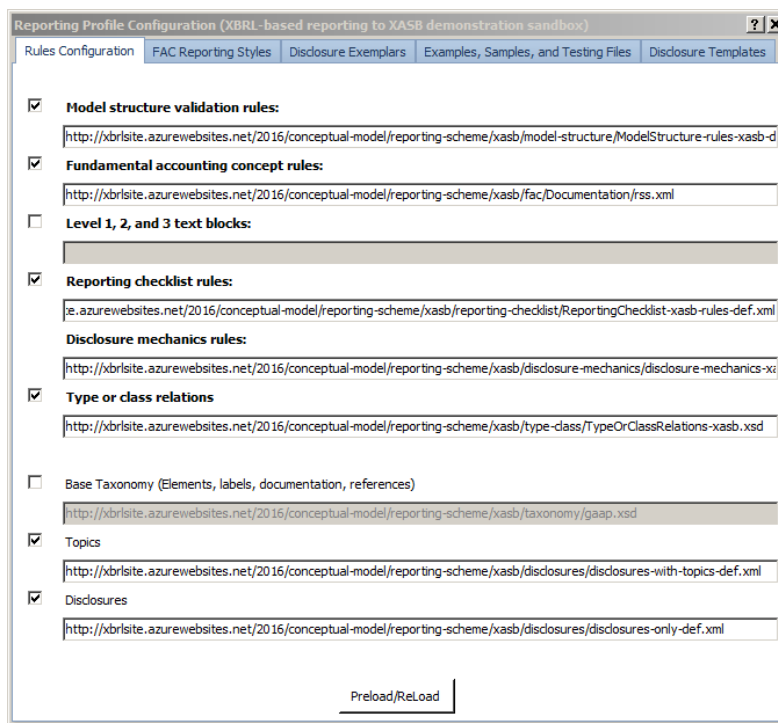 Reporting Profile Configuration (XBRL-based reporting to XASB demonstration sandbox)
Rules Configuration FAC Reporting Styles Disclosure Exemplars Examples, Samples, and Testing Files Disclosure Templates
Model structure validation rules:
http://xbrlsite.azurewebsites.net/2016/conceptual-model/reporting-scheme/xasb/model-structure/ModelStructure-rules-xasb-d
Fundamental accounting concept rules:
http://xbrlsite.azurewebsites.net/2016/conceptual-model/reporting-scheme/xasb/fac/Documentation/rss.xml
Level 1, 2, and 3 text blocks:
Reporting checklist rules:
:e.azurewebsites.net/2016/conceptual-model/reporting-scheme/xasb/reporting-checklist/ReportingChecklist-xasb-rules-def.xml
Disclosure mechanics rules:
http://xbrlsite.azurewebsites.net/2016/conceptual-model/reporting-scheme/xasb/disclosure-mechanics/disclosure-mechanics-xa
Type or class relations
http://xbrlsite.azurewebsites.net/2016/conceptual-model/reporting-scheme/xasb/type-class/TypeOrClassRelations-xasb.xsd
Base Taxonomy (Elements, labels, documentation, references)
http://xbrlsite.azurewebsites.net/2016/conceptual-model/reporting-scheme/xasb/taxonomy/gaap.xsd
Topics
http://xbrlsite.azurewebsites.net/2016/conceptual-model/reporting-scheme/xasb/disclosures/disclosures-with-topics-def.xml
Disclosures
http://xbrlsite.azurewebsites.net/2016/conceptual-model/reporting-scheme/xasb/disclosures/disclosures-only-def.xml
Preload/ReLoad